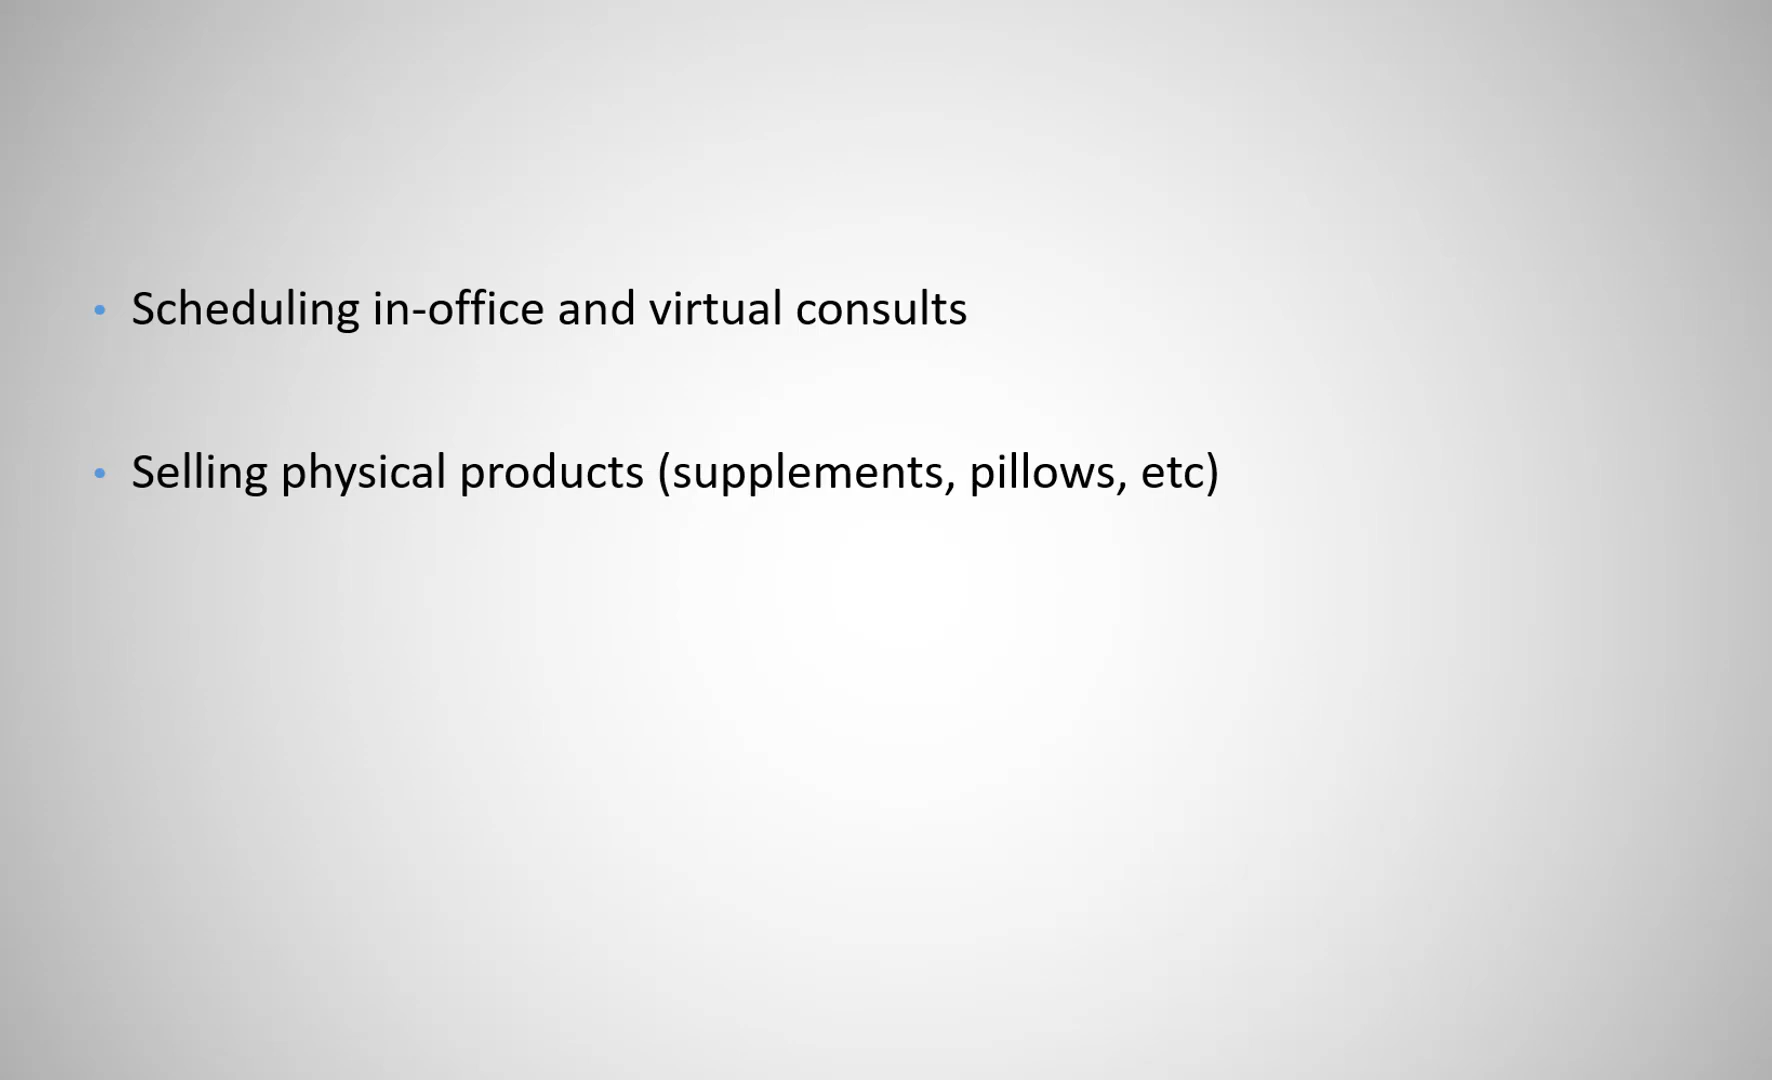 • Scheduling in-office and virtual consults
• Selling physical products (supplements, pillows, etc)